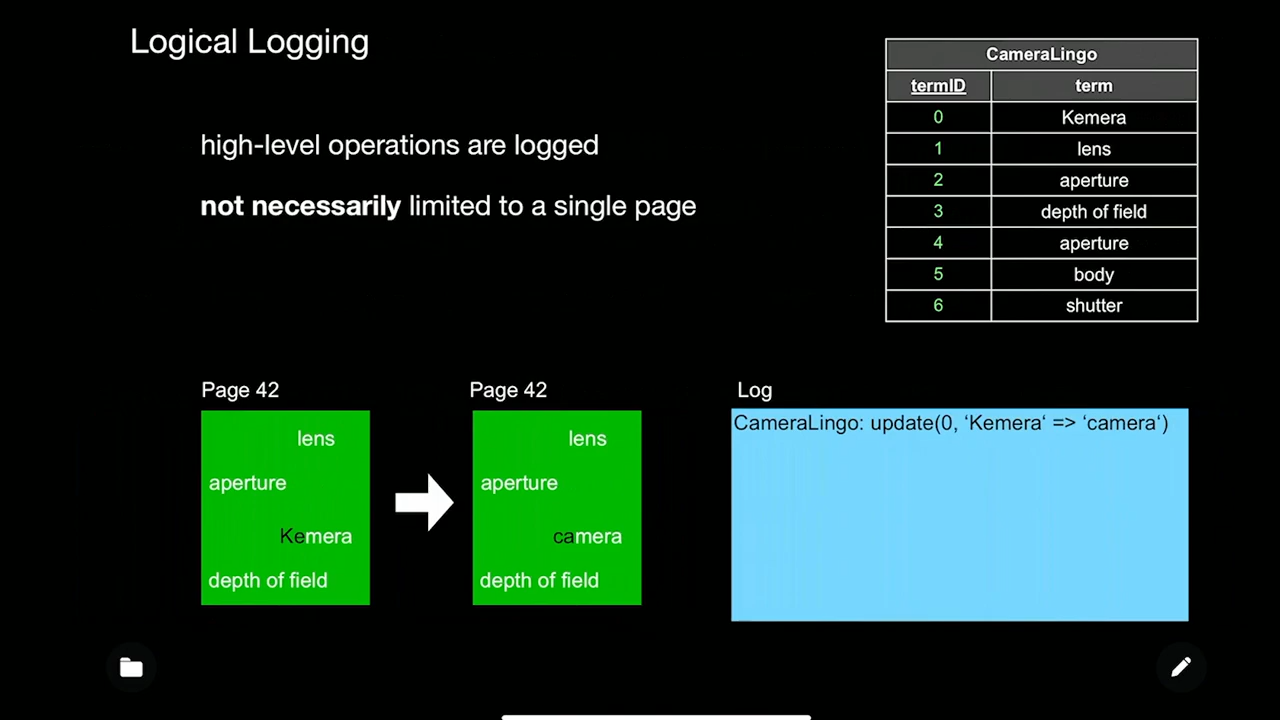 Logical Logging
high-level operations are logged
not necessarily limited to a single page
CameraLingo
termID term
0 Kemera
1 lens
2 aperture
3 depth of field
4 aperture
5 body
6 shutter
Page 42
lens
aperture
Kemera
depth of field
Page 42
lens
aperture
camera
depth of field
Log
CameraLingo: update(0, ‘Kemera‘ => ‘camera‘)